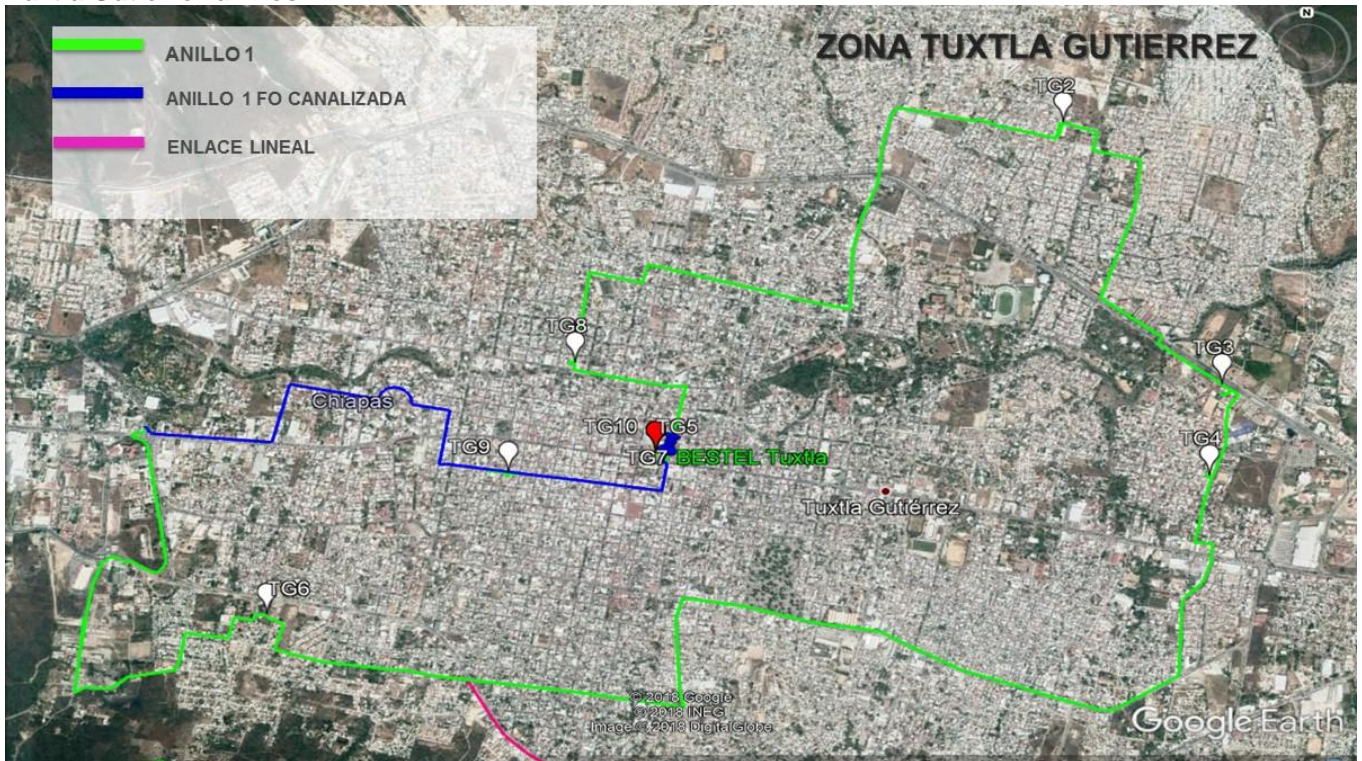 ANILLO 1
ANILLO 1 FO CANALIZADA
ENLACE LINEAL
ZONA TUXTLA GUTIERREZ
N
TG2
TG8
TG3
Chiapas
TG10
TG5
TG9
TG7
BESTEL Tuxtla
TG4
Tuxtla Gutiérrez
TG6
© 2018 Google
© 2018 INEGI
Image © 2018 DigitalGlobe
Google Earth